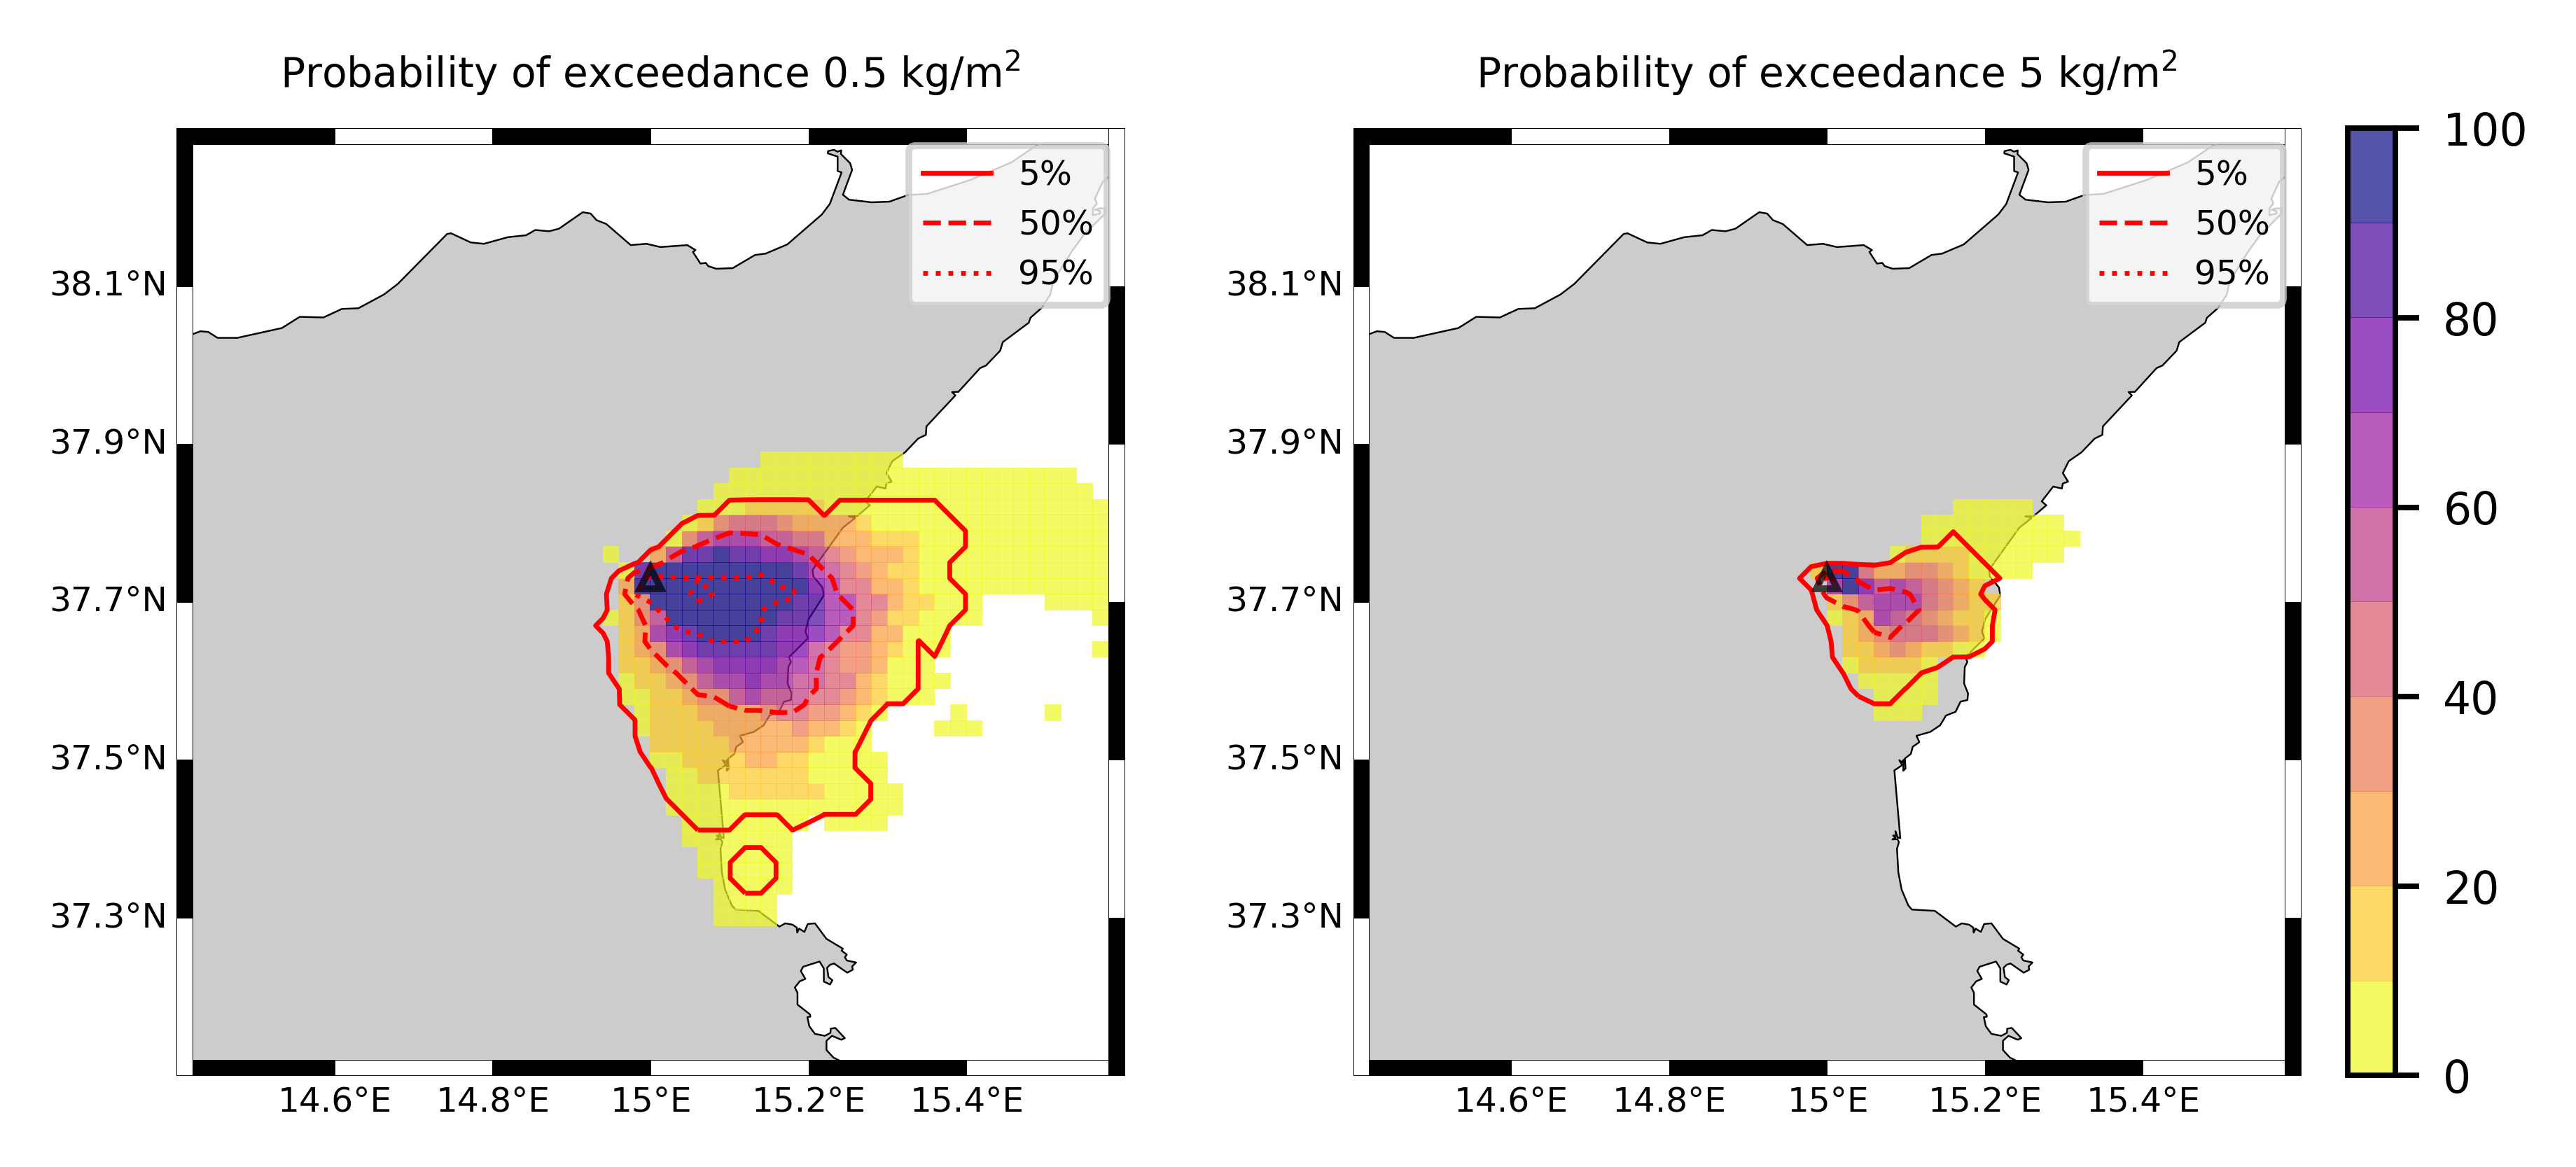 Probability of exceedance 0.5 kg/m²
5%
50%
95%
38.1°N
37.9°N
37.7°N
37.5°N
37.3°N
14.6°E 14.8°E 15°E 15.2°E 15.4°E
Probability of exceedance 5 kg/m²
5%
50%
95%
38.1°N
37.9°N
37.7°N
37.5°N
37.3°N
14.6°E 14.8°E 15°E 15.2°E 15.4°E
100
80
60
40
20
0